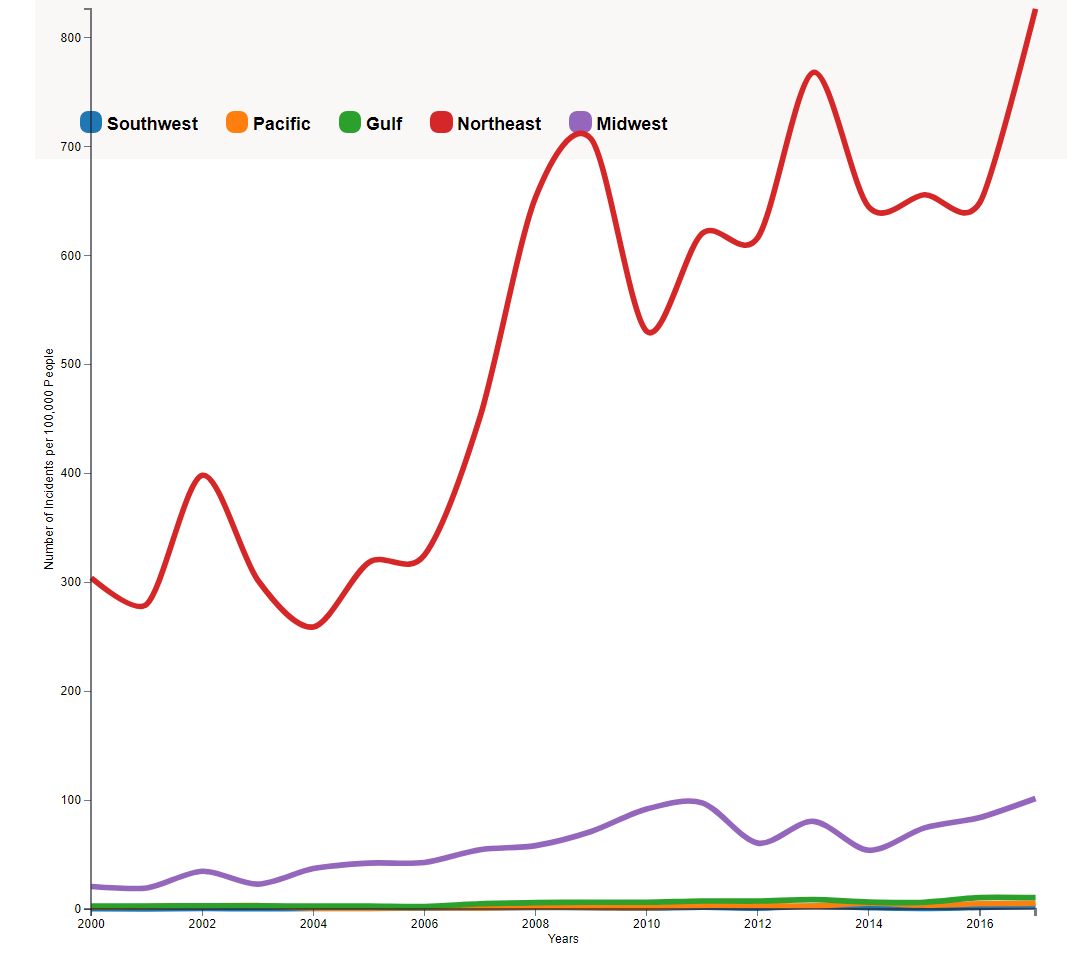 800
Southwest Pacific Gulf Northeast Midwest
700
600
500
Number of Incidents per 100,000 People
400
300
200
100
0
2000 2002 2004 2006 2008 2010 2012 2014 2016
Years